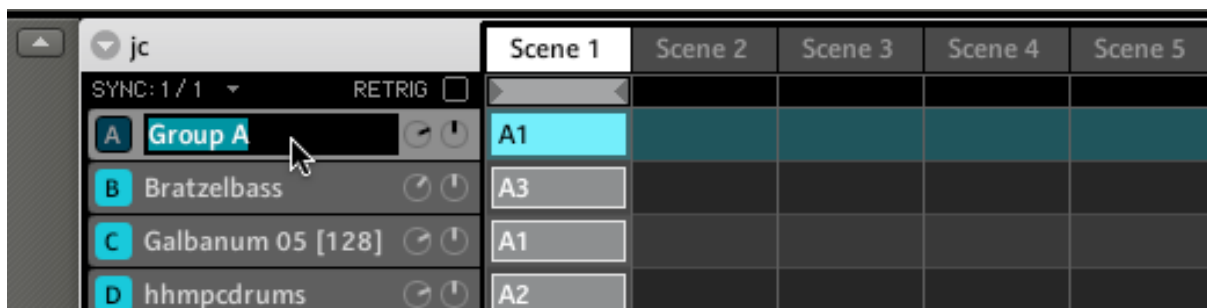 jc Scene 1 Scene 2 Scene 3 Scene 4 Scene 5
SYNC: 1 / 1 RETRIG
A Group A A1
B Bratzelbass A3
C Galbanum 05 [128] A1
D hhmpcdrums A2